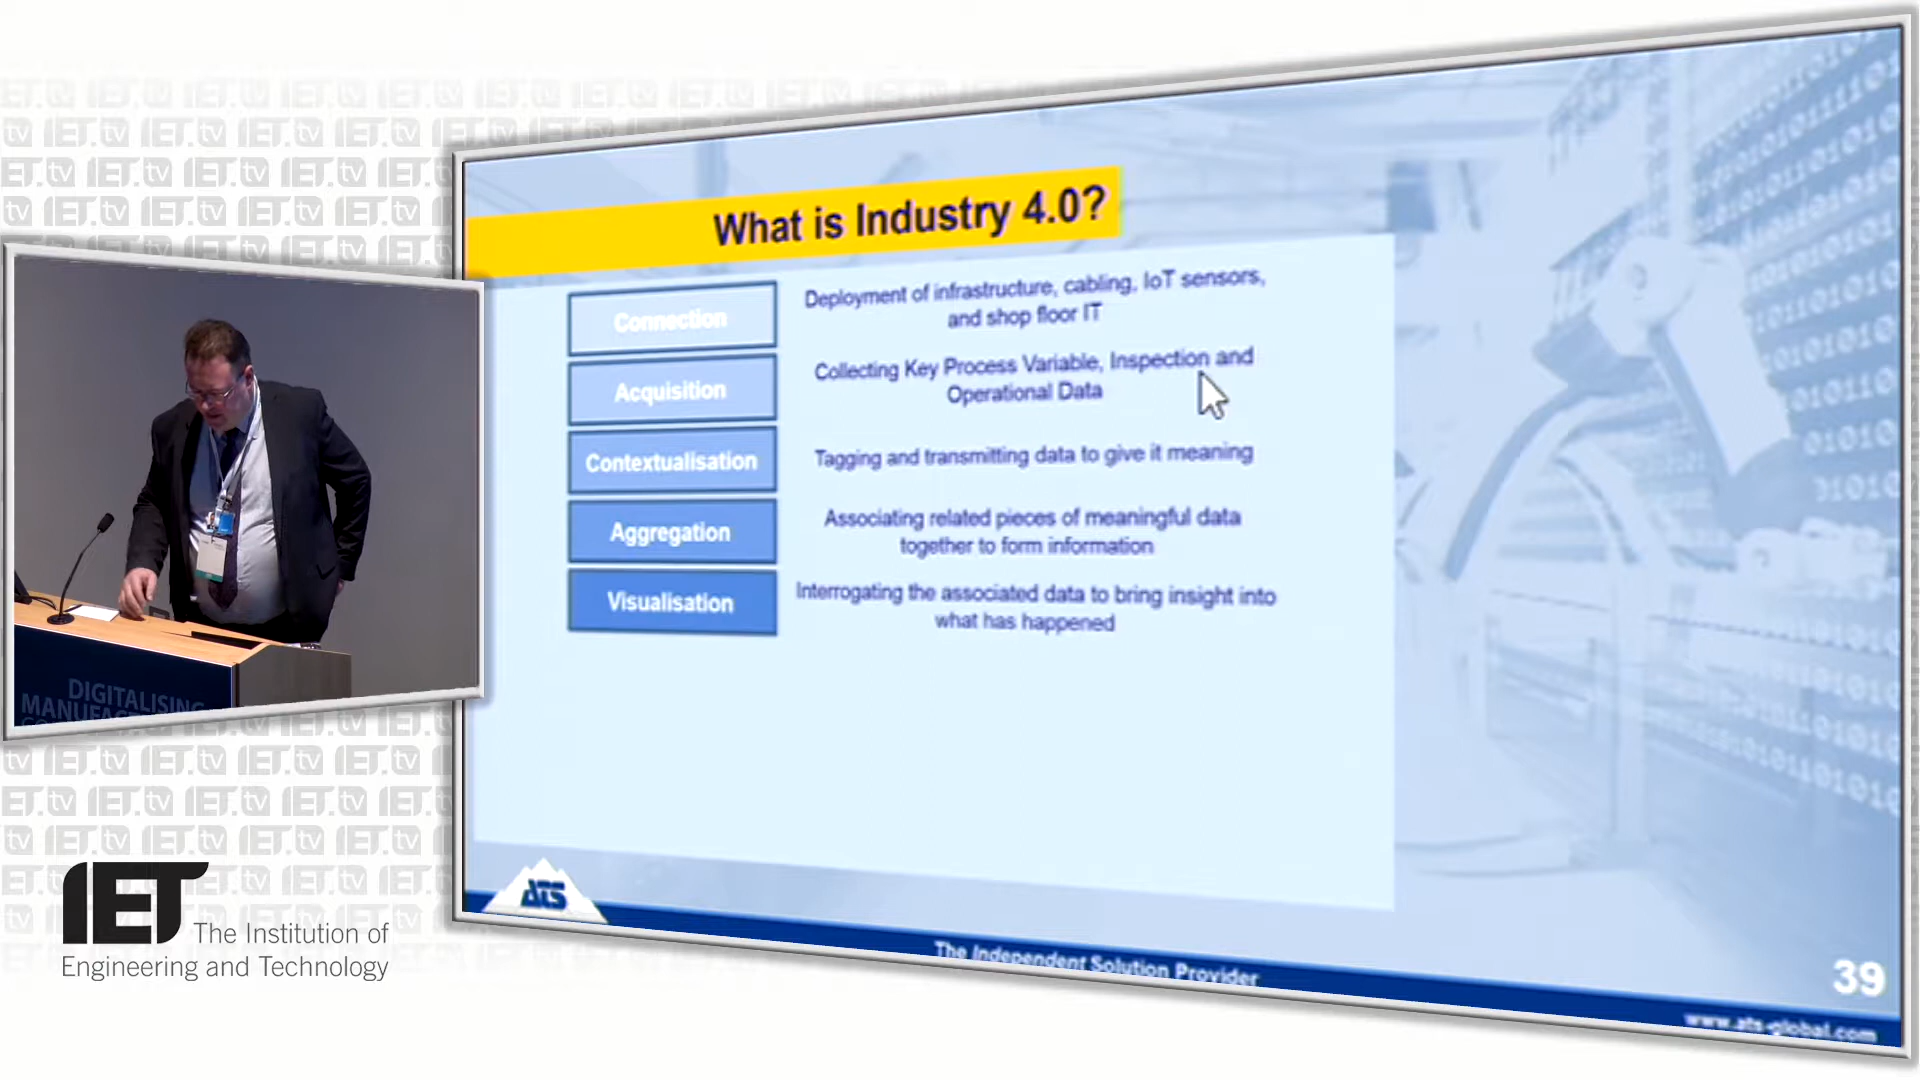 What is Industry 4.0?
Connection
Deployment of infrastructure, cabling, IoT sensors,
and shop floor IT
Acquisition
Collecting Key Process Variable, Inspection and
Operational Data
Contextualisation
Tagging and transmitting data to give it meaning
Aggregation
Associating related pieces of meaningful data
together to form information
Visualisation
Interrogating the associated data to bring insight into
what has happened
ATS
The Independent Solution Provider
39
www.ats-global.com
DIGITALISING
IET
The Institution of
Engineering and Technology
IET.tv